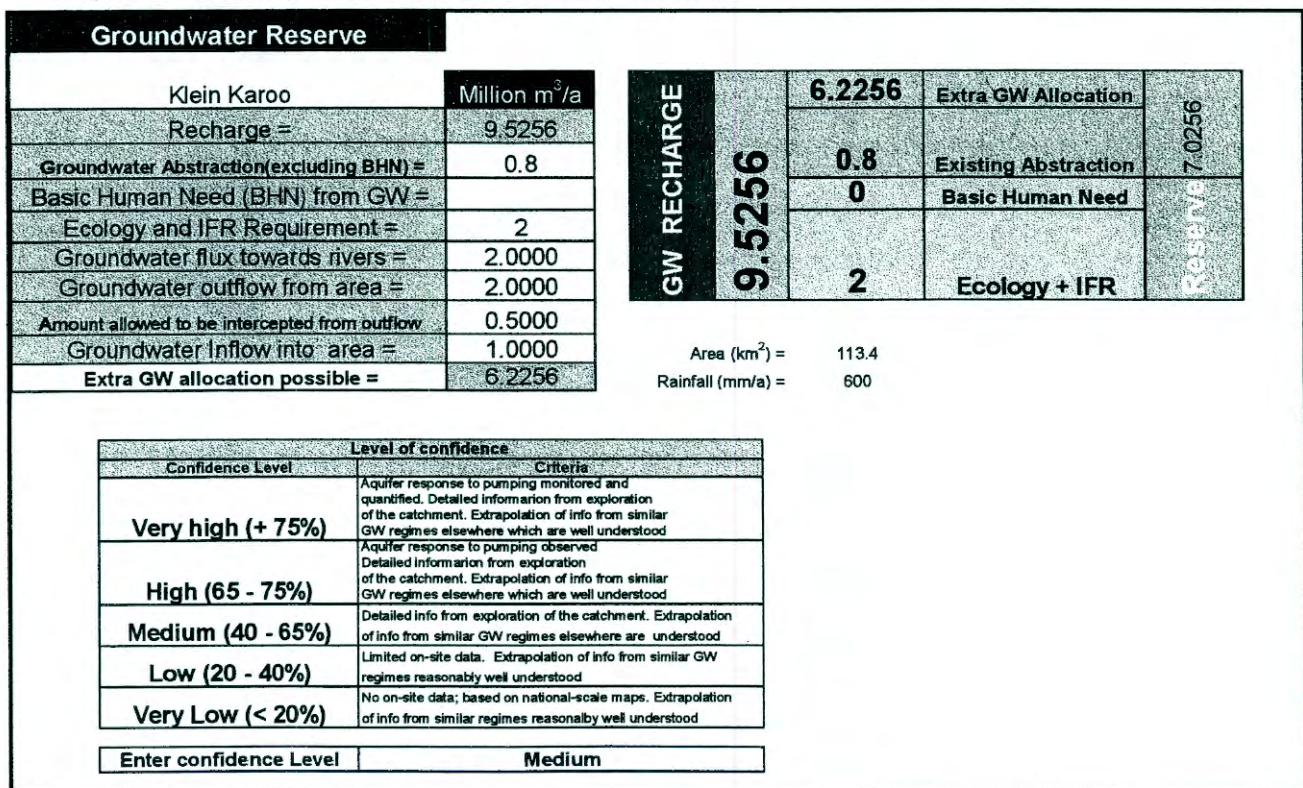 Groundwater Reserve
Klein Karoo Million m³/a
Recharge = 9.5256
Groundwater Abstraction(excluding BHN) = 0.8
Basic Human Need (BHN) from GW =
Ecology and IFR Requirement = 2
Groundwater flux towards rivers = 2.0000
Groundwater outflow from area = 2.0000
Amount allowed to be intercepted from outflow 0.5000
Groundwater Inflow into area = 1.0000
Extra GW allocation possible = 6.2256
GW RECHARGE
9.5256
6.2256 Extra GW Allocation
0.8 Existing Abstraction
0 Basic Human Need
2 Ecology + IFR
Reserve 7.0256
Area (km²) = 113.4
Rainfall (mm/a) = 600
Level of confidence
Confidence Level Criteria
Very high (+ 75%)
Aquifer response to pumping monitored and
quantified. Detailed informarion from exploration
of the catchment. Extrapolation of info from similar
GW regimes elsewhere which are well understood
High (65 - 75%)
Aquifer response to pumping observed
Detailed informarion from exploration
of the catchment. Extrapolation of info from similar
GW regimes elsewhere which are well understood
Medium (40 - 65%)
Detailed info from exploration of the catchment. Extrapolation
of info from similar GW regimes elsewhere are understood
Low (20 - 40%)
Limited on-site data. Extrapolation of info from similar GW
regimes reasonably well understood
Very Low (< 20%)
No on-site data; based on national-scale maps. Extrapolation
of info from similar regimes reasonalby well understood
Enter confidence Level Medium